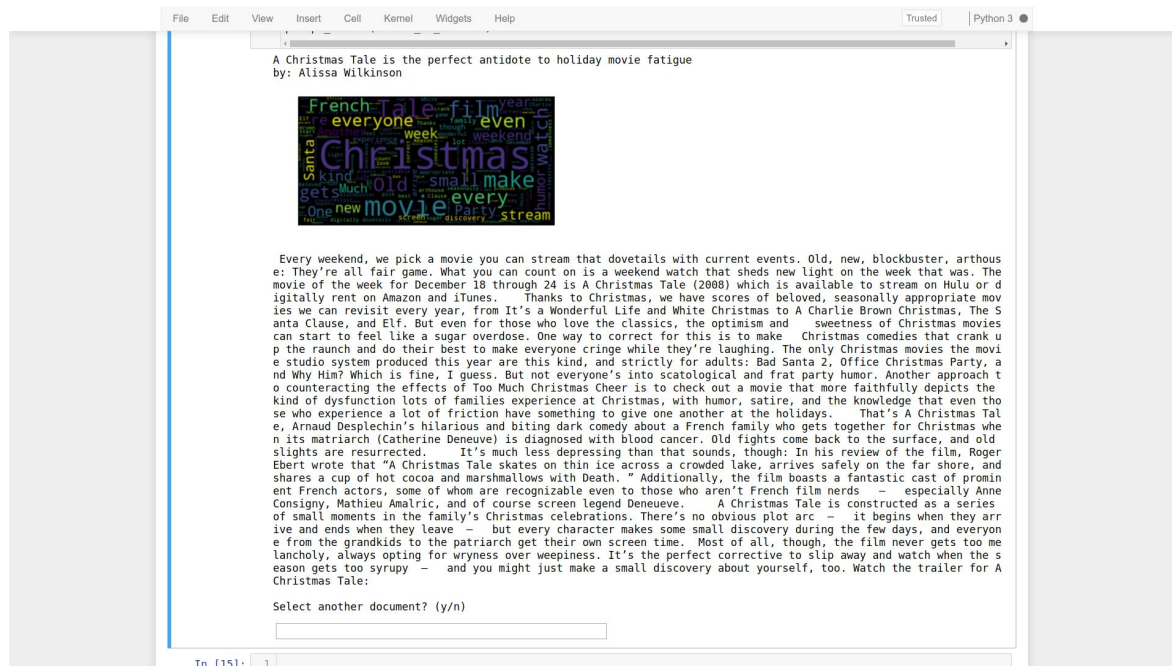 File Edit View Insert Cell Kernel Widgets Help Trusted Python 3
A Christmas Tale is the perfect antidote to holiday movie fatigue
by: Alissa Wilkinson
French Tale film year
re everyone even
Another week weekend
Christmas
Santa watch
kind Old small make
gets Much every humor
One new movie Party stream
screen discovery
Every weekend, we pick a movie you can stream that dovetails with current events. Old, new, blockbuster, arthous
e: They’re all fair game. What you can count on is a weekend watch that sheds new light on the week that was. The
movie of the week for December 18 through 24 is A Christmas Tale (2008) which is available to stream on Hulu or d
igitally rent on Amazon and iTunes. Thanks to Christmas, we have scores of beloved, seasonally appropriate mov
ies we can revisit every year, from It’s a Wonderful Life and White Christmas to A Charlie Brown Christmas, The S
anta Clause, and Elf. But even for those who love the classics, the optimism and sweetness of Christmas movies
can start to feel like a sugar overdose. One way to correct for this is to make Christmas comedies that crank u
p the raunch and do their best to make everyone cringe while they’re laughing. The only Christmas movies the movi
e studio system produced this year are this kind, and strictly for adults: Bad Santa 2, Office Christmas Party, a
nd Why Him? Which is fine, I guess. But not everyone’s into scatological and frat party humor. Another approach t
o counteracting the effects of Too Much Christmas Cheer is to check out a movie that more faithfully depicts the
kind of dysfunction lots of families experience at Christmas, with humor, satire, and the knowledge that even tho
se who experience a lot of friction have something to give one another at the holidays. That’s A Christmas Tal
e, Arnaud Desplechin’s hilarious and biting dark comedy about a French family who gets together for Christmas whe
n its matriarch (Catherine Deneuve) is diagnosed with blood cancer. Old fights come back to the surface, and old
slights are resurrected. It’s much less depressing than that sounds, though: In his review of the film, Roger
Ebert wrote that “A Christmas Tale skates on thin ice across a crowded lake, arrives safely on the far shore, and
shares a cup of hot cocoa and marshmallows with Death. ” Additionally, the film boasts a fantastic cast of promin
ent French actors, some of whom are recognizable even to those who aren’t French film nerds — especially Anne
Consigny, Mathieu Amalric, and of course screen legend Deneueve. A Christmas Tale is constructed as a series
of small moments in the family’s Christmas celebrations. There’s no obvious plot arc — it begins when they arr
ive and ends when they leave — but every character makes some small discovery during the few days, and everyon
e from the grandkids to the patriarch get their own screen time. Most of all, though, the film never gets too me
lancholy, always opting for wryness over weepiness. It’s the perfect corrective to slip away and watch when the s
eason gets too syrupy — and you might just make a small discovery about yourself, too. Watch the trailer for A
Christmas Tale:
Select another document? (y/n)
In [15]: 1